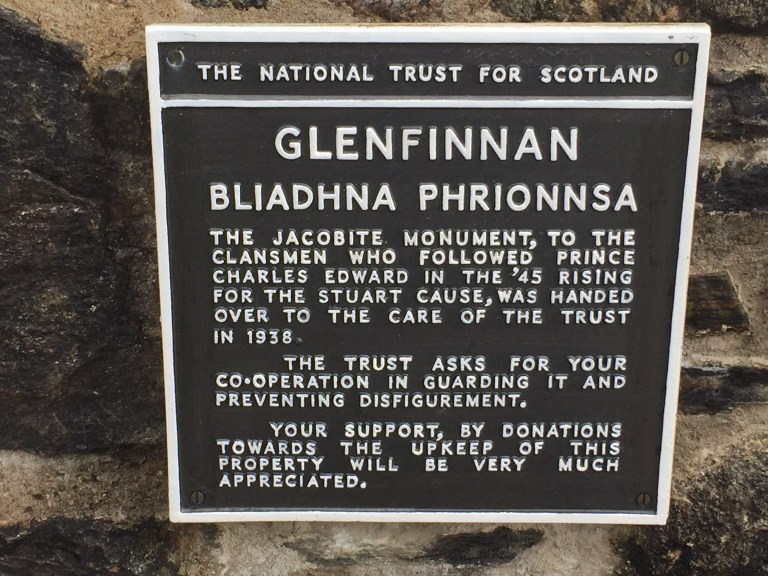 THE NATIONAL TRUST FOR SCOTLAND
GLENFINNAN
BLIADHNA PHRIONNSA
THE JACOBITE MONUMENT, TO THE
CLANSMEN WHO FOLLOWED PRINCE
CHARLES EDWARD IN THE '45 RISING
FOR THE STUART CAUSE, WAS HANDED
OVER TO THE CARE OF THE TRUST
IN 1938.
THE TRUST ASKS FOR YOUR
CO-OPERATION IN GUARDING IT AND
PREVENTING DISFIGUREMENT.
YOUR SUPPORT, BY DONATIONS
TOWARDS THE UPKEEP OF THIS
PROPERTY WILL BE VERY MUCH
APPRECIATED.